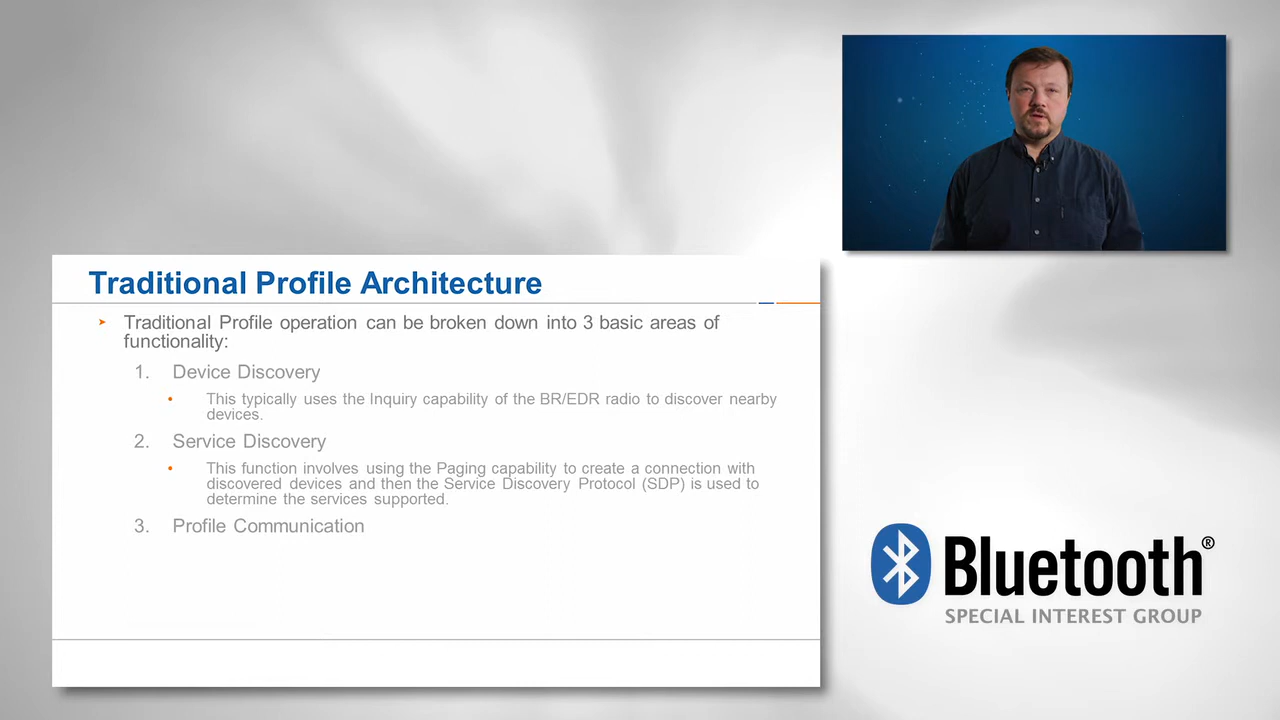 Traditional Profile Architecture
➤ Traditional Profile operation can be broken down into 3 basic areas of
functionality:
1. Device Discovery
• This typically uses the Inquiry capability of the BR/EDR radio to discover nearby
devices.
2. Service Discovery
• This function involves using the Paging capability to create a connection with
discovered devices and then the Service Discovery Protocol (SDP) is used to
determine the services supported.
3. Profile Communication
Bluetooth®
SPECIAL INTEREST GROUP